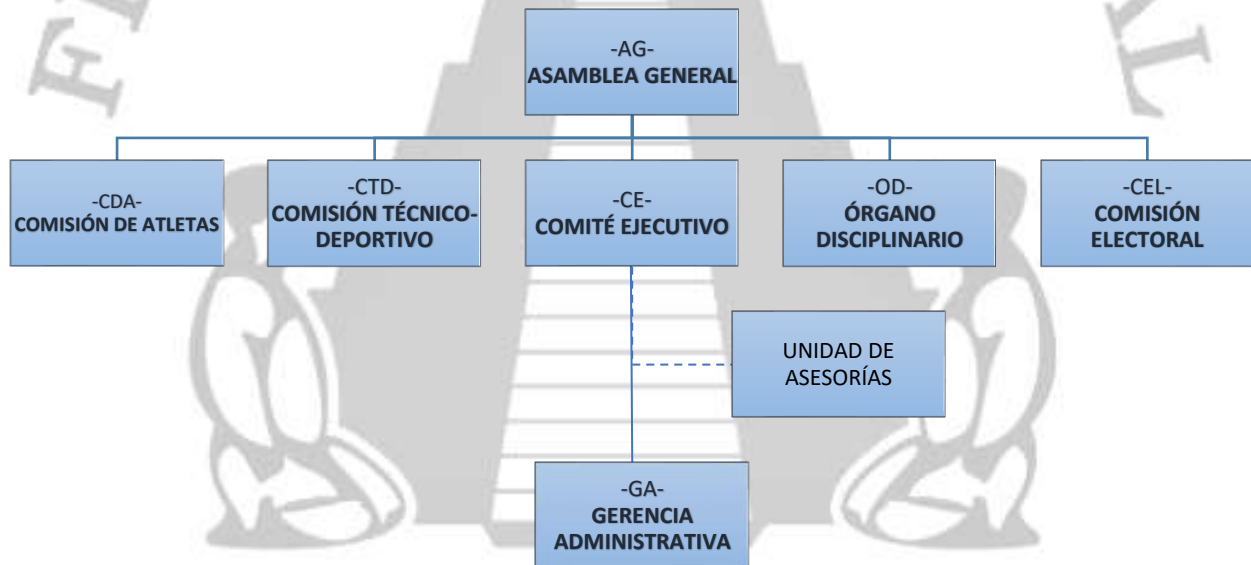 -AG-
ASAMBLEA GENERAL
-CDA-
COMISIÓN DE ATLETAS
-CTD-
COMISIÓN TÉCNICO-
DEPORTIVO
-CE-
COMITÉ EJECUTIVO
-OD-
ÓRGANO
DISCIPLINARIO
-CEL-
COMISIÓN
ELECTORAL
UNIDAD DE
ASESORÍAS
-GA-
GERENCIA
ADMINISTRATIVA